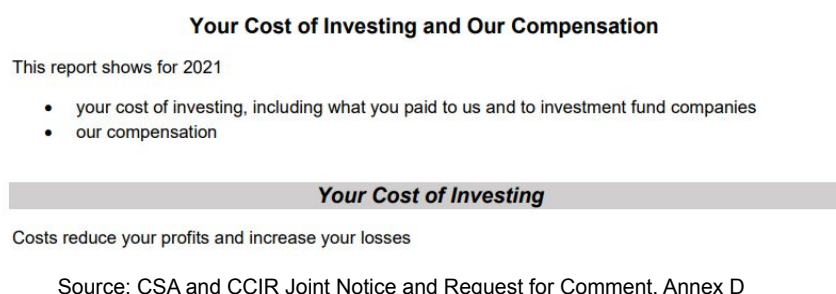 Your Cost of Investing and Our Compensation
This report shows for 2021
• your cost of investing, including what you paid to us and to investment fund companies
• our compensation
Your Cost of Investing
Costs reduce your profits and increase your losses
Source: CSA and CCIR Joint Notice and Request for Comment, Annex D